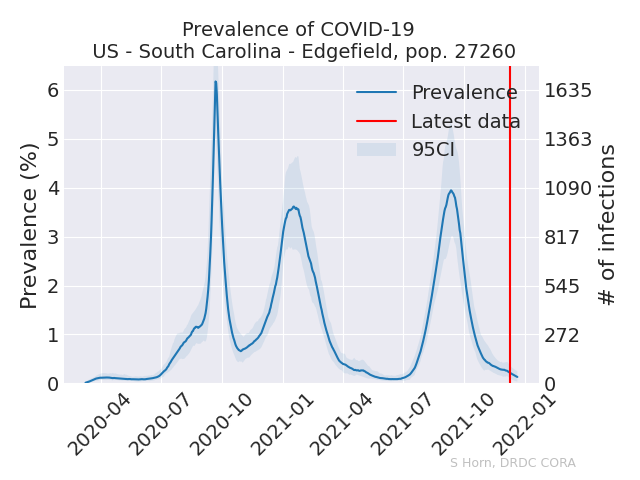 Prevalence of COVID-19
US - South Carolina - Edgefield, pop. 27260
Prevalence (%)
6
5
4
3
2
1
0
1635
1363
1090
817
545
272
0
# of infections
Prevalence
Latest data
95CI
2020-04
2020-07
2020-10
2021-01
2021-04
2021-07
2021-10
2022-01
S Horn, DRDC CORA